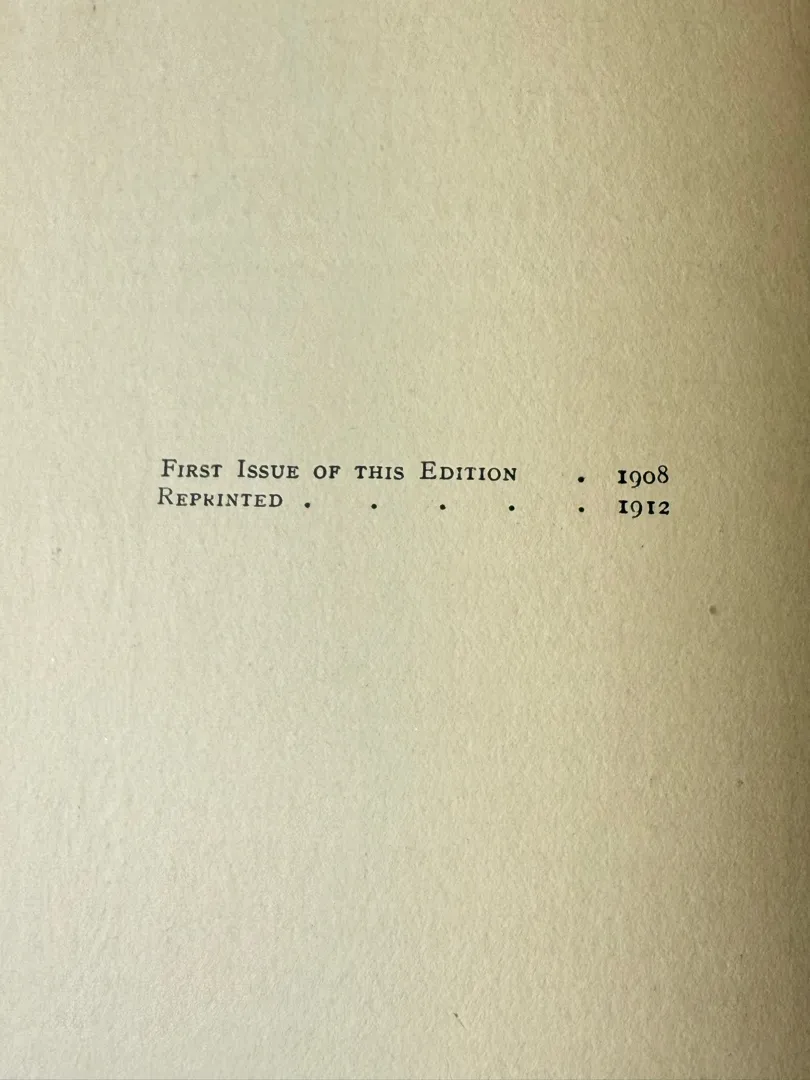 First Issue of this Edition . 1908
Reprinted . . . . . 1912